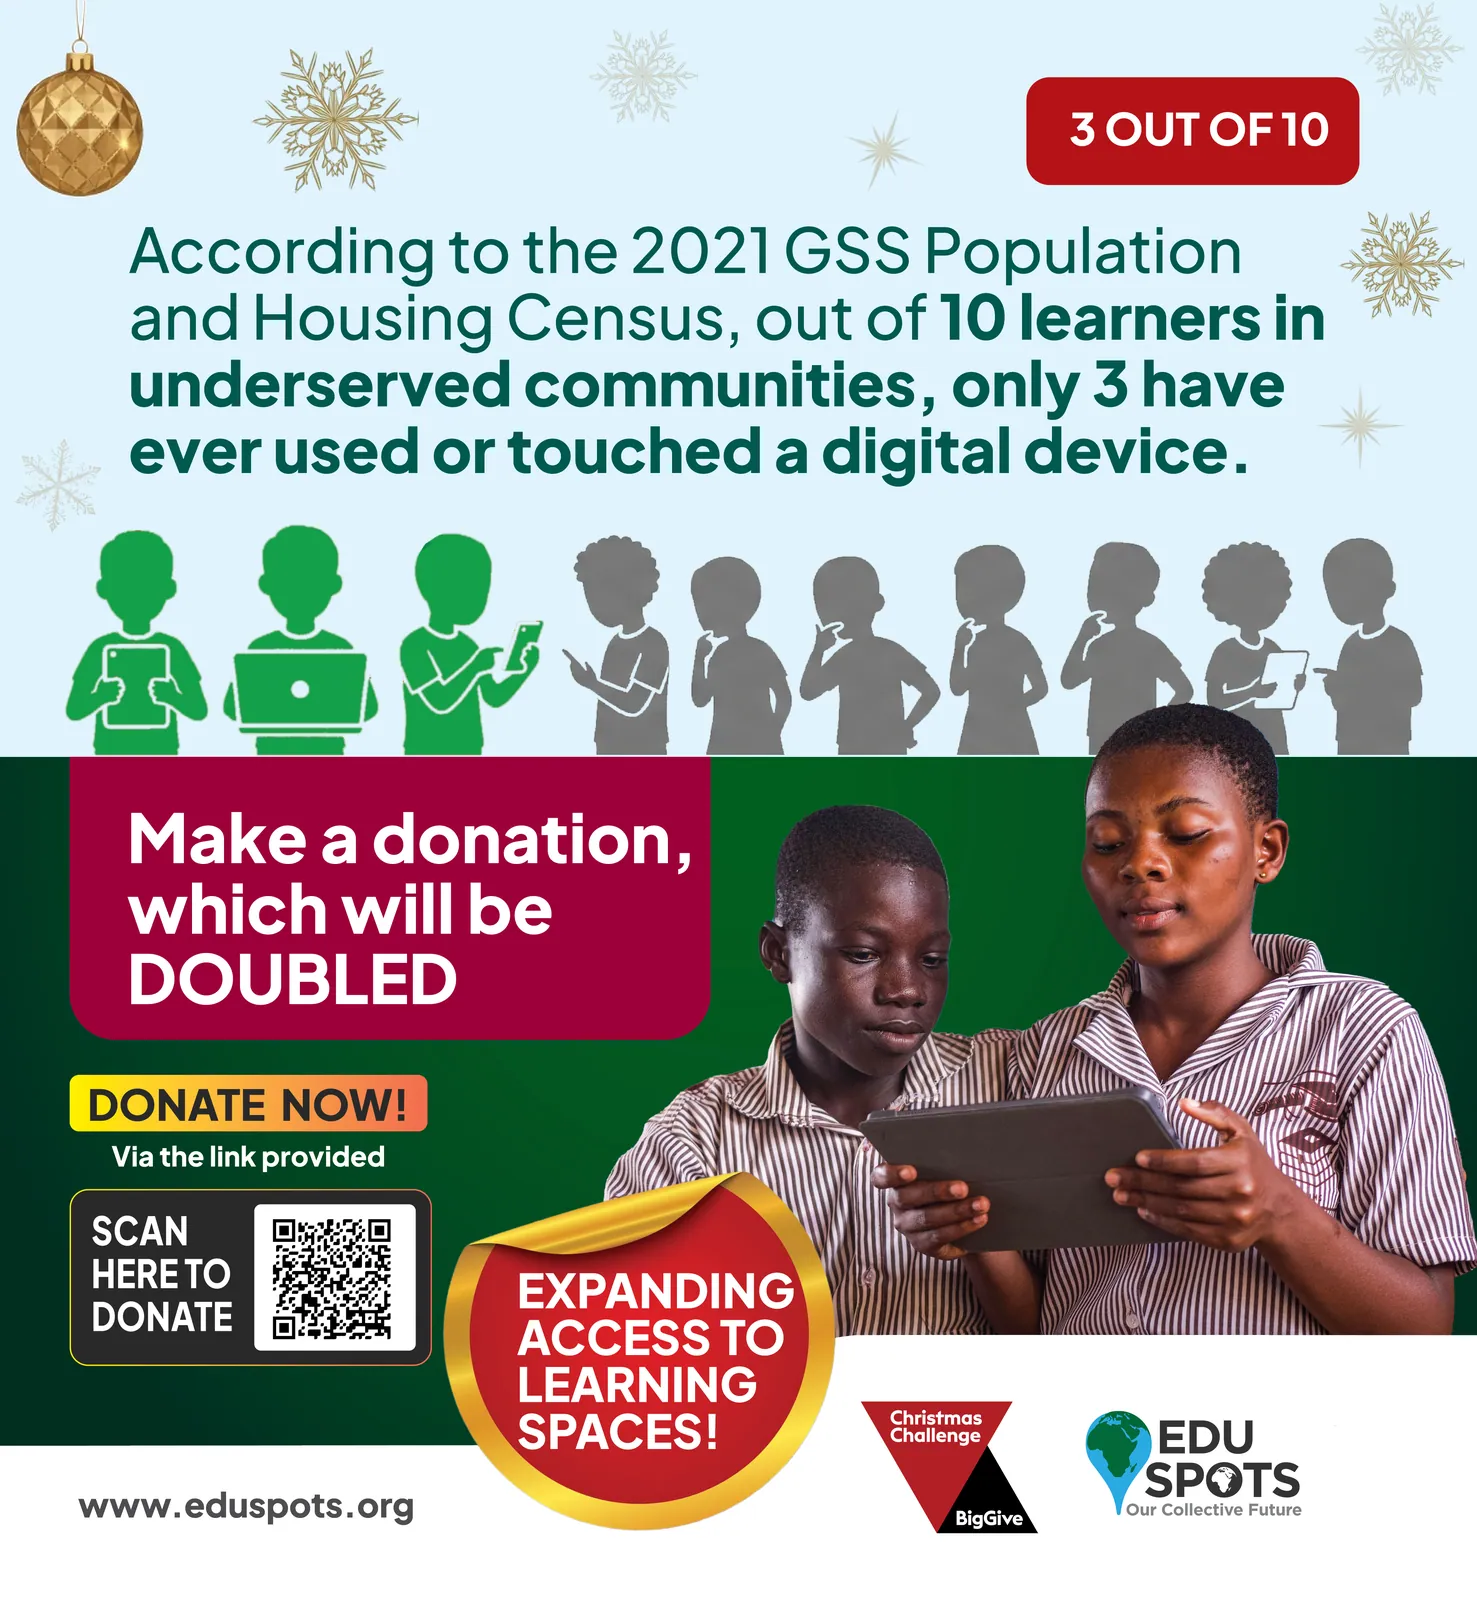 3 OUT OF 10
According to the 2021 GSS Population
and Housing Census, out of 10 learners in
underserved communities, only 3 have
ever used or touched a digital device.
Make a donation,
which will be
DOUBLED
DONATE NOW!
Via the link provided
SCAN
HERE TO
DONATE
EXPANDING
ACCESS TO
LEARNING
SPACES!
www.eduspots.org
Christmas
Challenge
BigGive
EDU
SPOTS
Our Collective Future